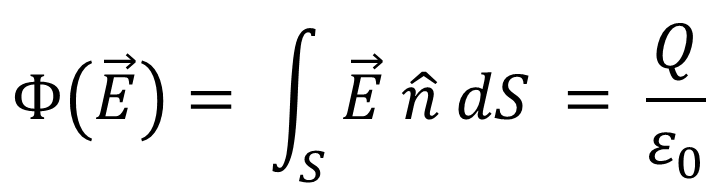 Φ(E⃗) = ∫_S E⃗ n̂ dS = Q/ε₀